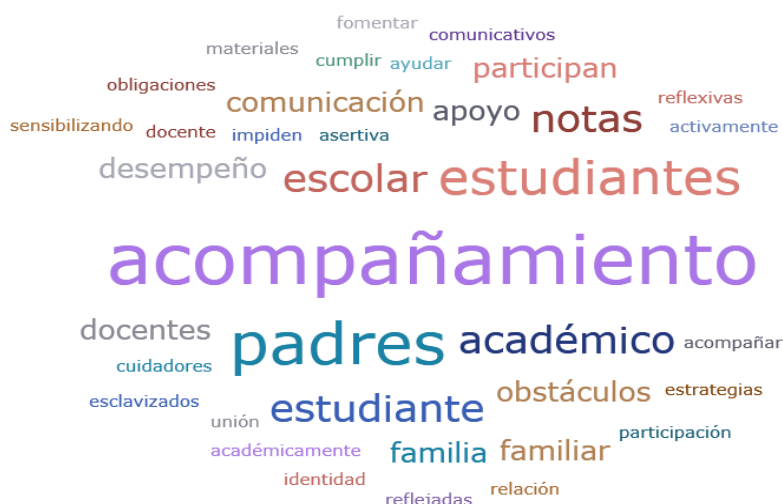 fomentar
comunicativos
materiales
cumplir ayudar participan
obligaciones
comunicación apoyo notas reflexivas
sensibilizando docente impiden asertiva activamente
desempeño escolar estudiantes
acompañamiento
docentes padres académico acompañar
cuidadores
esclavizados estudiante obstáculos estrategias
unión
académicamente familia familiar participación
identidad
reflejadas relación